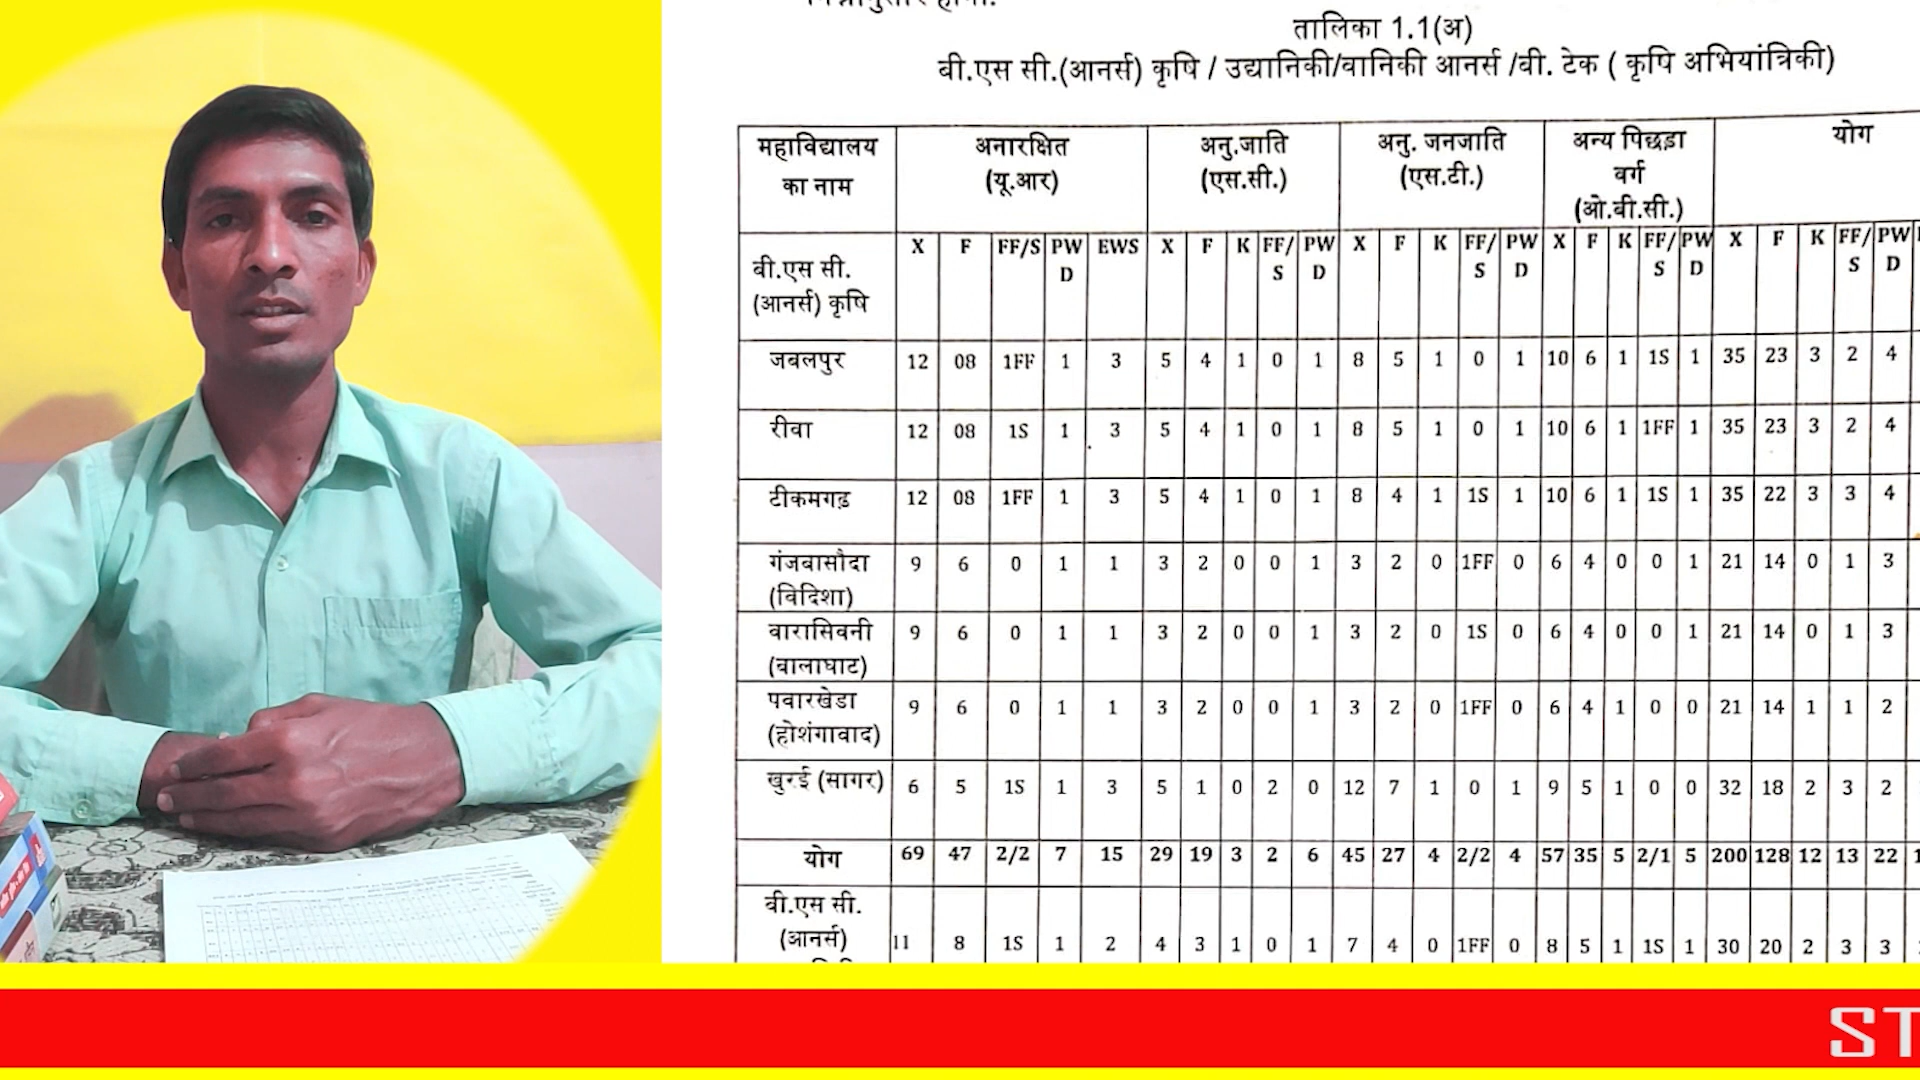 तालिका 1.1(अ)
बी.एस सी.(आनर्स) कृषि / उद्यानिकी/वानिकी आनर्स /बी. टेक ( कृषि अभियांत्रिकी)
महाविद्यालय का नाम अनारक्षित (यू.आर) अनु.जाति (एस.सी.) अनु. जनजाति (एस.टी.) अन्य पिछड़ा वर्ग (ओ.बी.सी.) योग
बी.एस सी. (आनर्स) कृषि X F FF/S PWD EWS X F K FF/S PWD X F K FF/S PWD X F K FF/S PWD X F K FF/S PWD
जबलपुर 12 08 1FF 1 3 5 4 1 0 1 8 5 1 0 1 10 6 1 1S 1 35 23 3 2 4
रीवा 12 08 1S 1 3 5 4 1 0 1 8 5 1 0 1 10 6 1 1FF 1 35 23 3 2 4
टीकमगढ़ 12 08 1FF 1 3 5 4 1 0 1 8 4 1 1S 1 10 6 1 1S 1 35 22 3 3 4
गंजबासौदा (विदिशा) 9 6 0 1 1 3 2 0 0 1 3 2 0 1FF 0 6 4 0 0 1 21 14 0 1 3
वारासिवनी (बालाघाट) 9 6 0 1 1 3 2 0 0 1 3 2 0 1S 0 6 4 0 0 1 21 14 0 1 3
पवारखेडा (होशंगाबाद) 9 6 0 1 1 3 2 0 0 1 3 2 0 1FF 0 6 4 1 0 0 21 14 1 1 2
खुरई (सागर) 6 5 1S 1 3 5 1 0 2 0 12 7 1 0 1 9 5 1 0 0 32 18 2 3 2
योग 69 47 2/2 7 15 29 19 3 2 6 45 27 4 2/2 4 57 35 5 2/1 5 200 128 12 13 22
बी.एस सी. (आनर्स) 11 8 1S 1 2 4 3 1 0 1 7 4 0 1FF 0 8 5 1 1S 1 30 20 2 3 3
ST